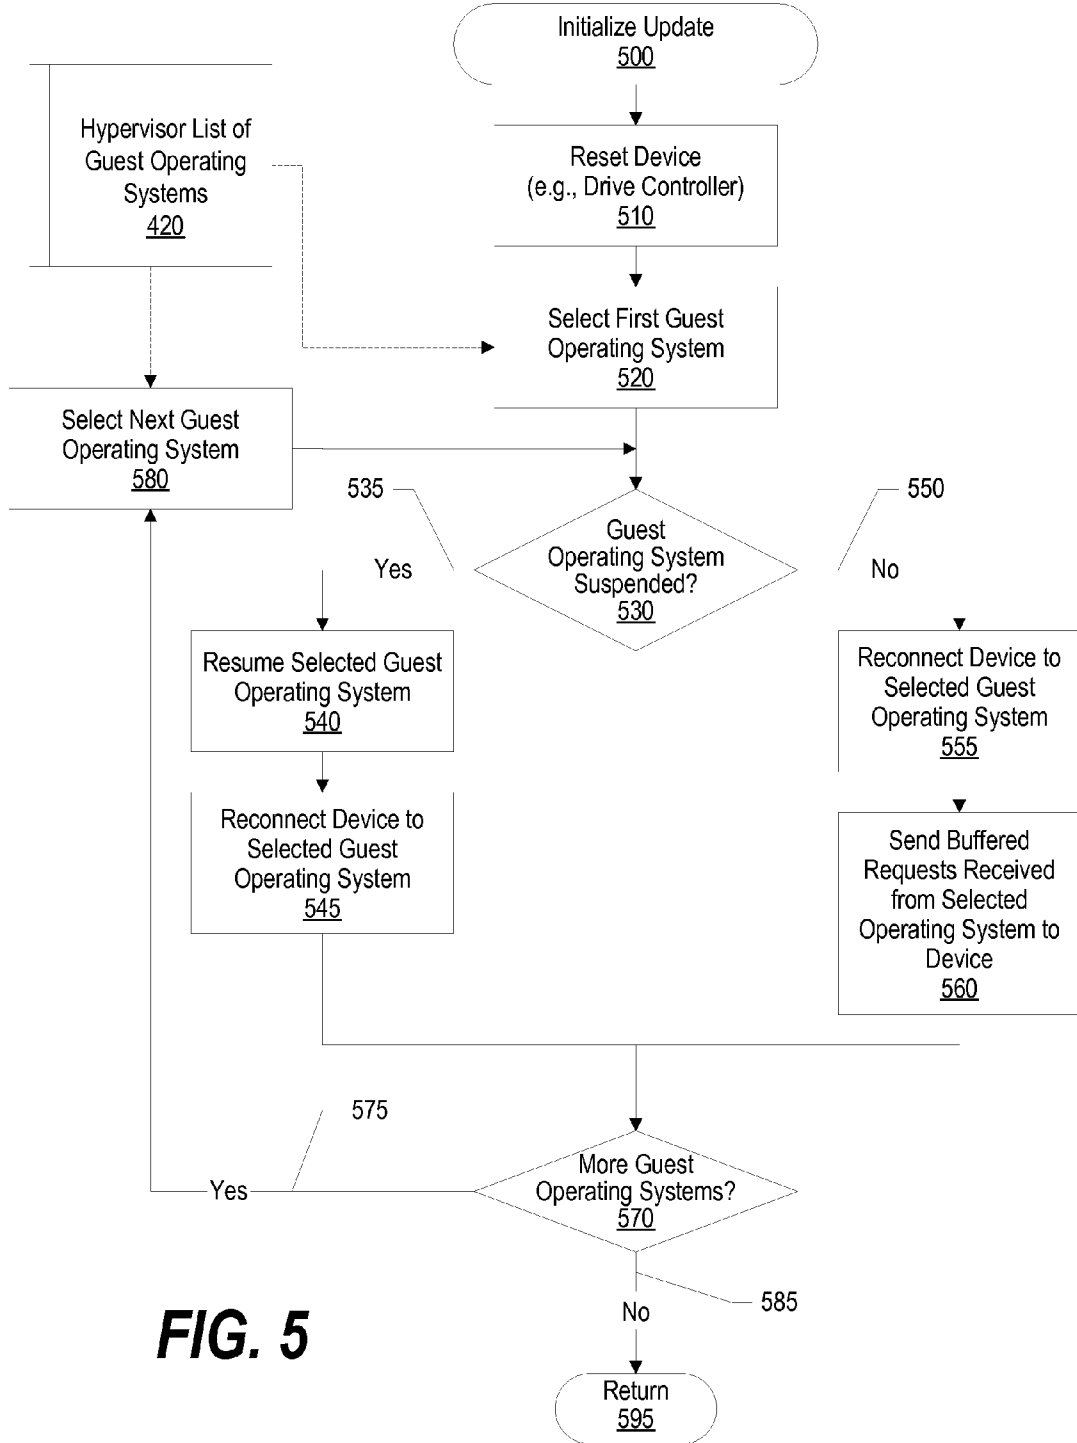 Initialize Update
500
Hypervisor List of
Guest Operating
Systems
420
Reset Device
(e.g., Drive Controller)
510
Select First Guest
Operating System
520
Select Next Guest
Operating System
580
535
550
Guest
Operating System
Suspended?
530
Yes
No
Resume Selected Guest
Operating System
540
Reconnect Device to
Selected Guest
Operating System
555
Reconnect Device to
Selected Guest
Operating System
545
Send Buffered
Requests Received
from Selected
Operating System to
Device
560
575
More Guest
Operating Systems?
570
Yes
585
No
FIG. 5
Return
595